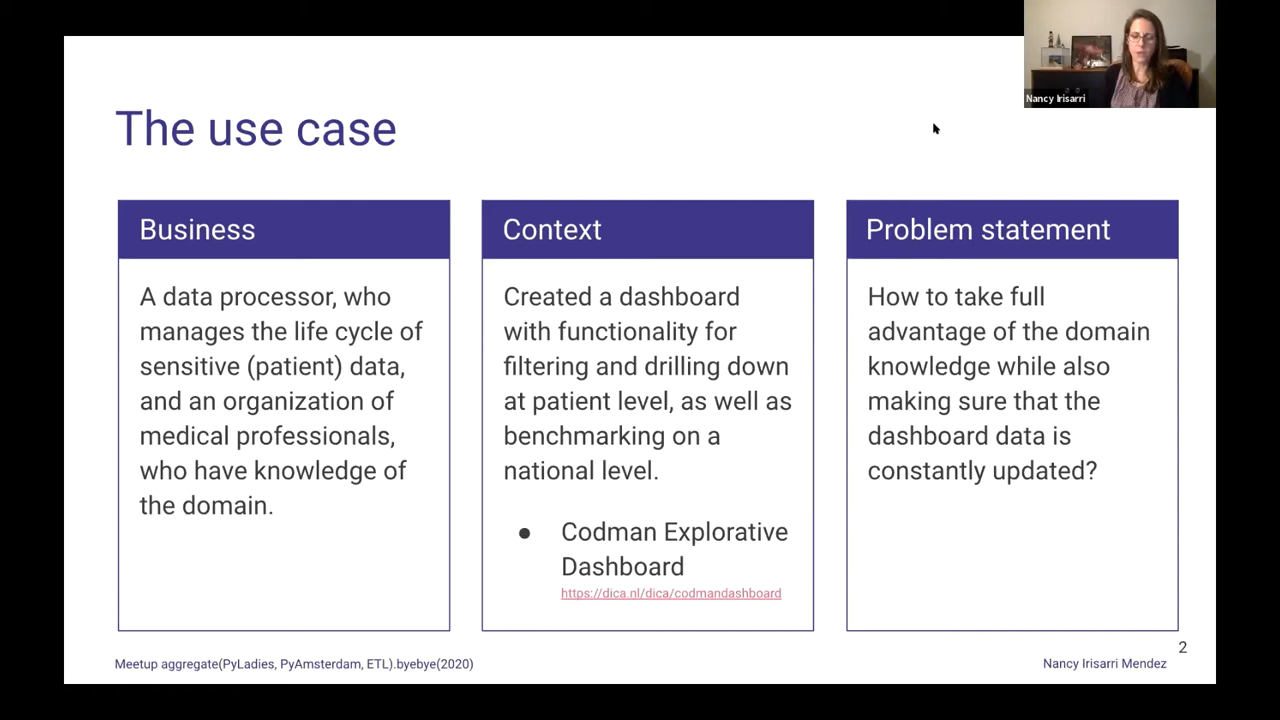 Nancy Irisarri
The use case
Business
A data processor, who
manages the life cycle of
sensitive (patient) data,
and an organization of
medical professionals,
who have knowledge of
the domain.
Context
Created a dashboard
with functionality for
filtering and drilling down
at patient level, as well as
benchmarking on a
national level.
● Codman Explorative
Dashboard
https://dica.nl/dica/codmandashboard
Problem statement
How to take full
advantage of the domain
knowledge while also
making sure that the
dashboard data is
constantly updated?
2
Meetup aggregate(PyLadies, PyAmsterdam, ETL).byebye(2020)
Nancy Irisarri Mendez